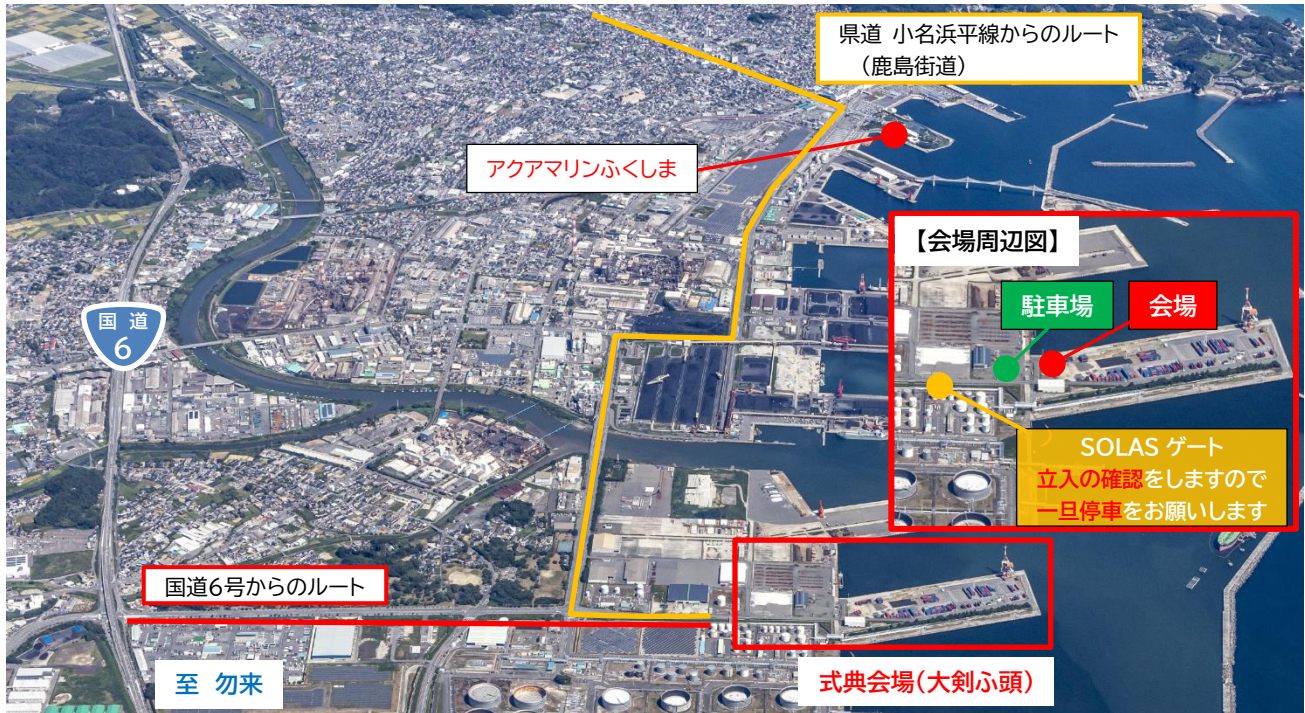 県道 小名浜平線からのルート
（鹿島街道）
アクアマリンふくしま
【会場周辺図】
駐車場
会場
国道
6
SOLAS ゲート
立入の確認をしますので
一旦停車をお願いします
国道6号からのルート
至 勿来
式典会場(大剣ふ頭)